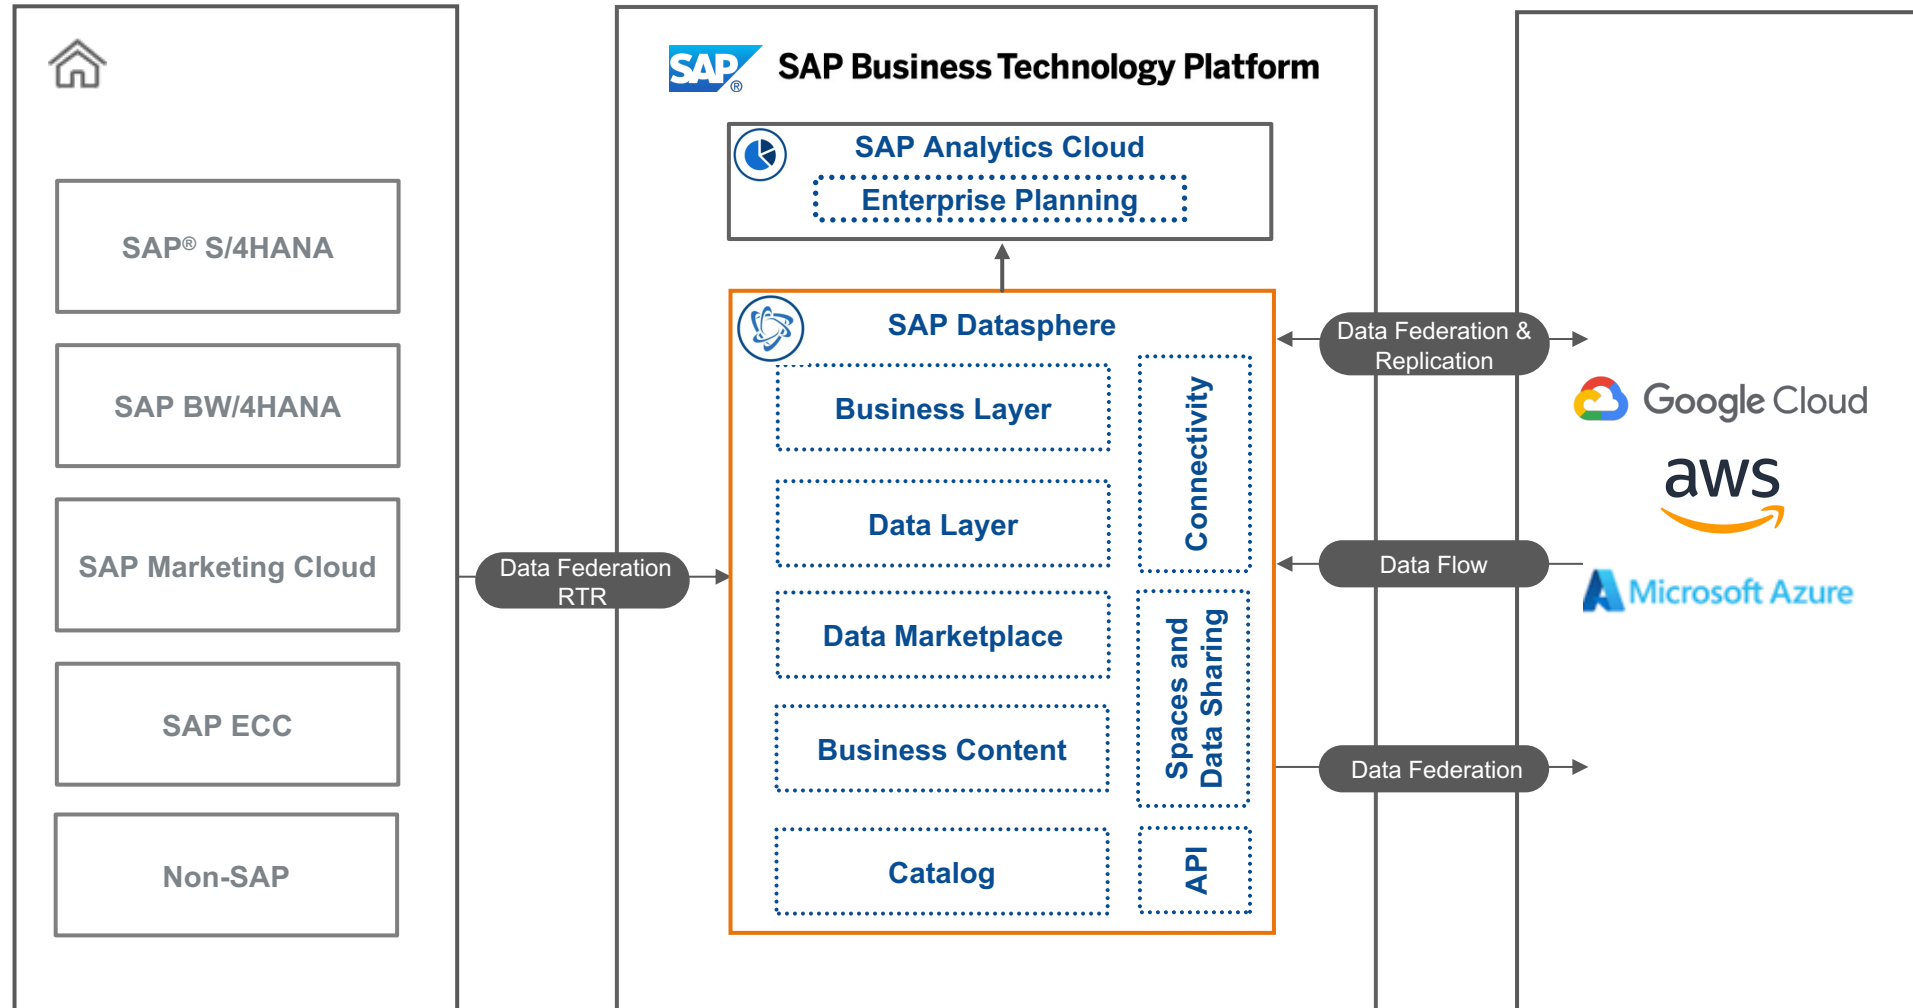 SAP® S/4HANA
SAP BW/4HANA
SAP Marketing Cloud
SAP ECC
Non-SAP
Data Federation
RTR
SAP®
SAP Business Technology Platform
SAP Analytics Cloud
Enterprise Planning
SAP Datasphere
Business Layer
Data Layer
Data Marketplace
Business Content
Catalog
Connectivity
Spaces and
Data Sharing
API
Data Federation &
Replication
Data Flow
Data Federation
Google Cloud
aws
Microsoft Azure